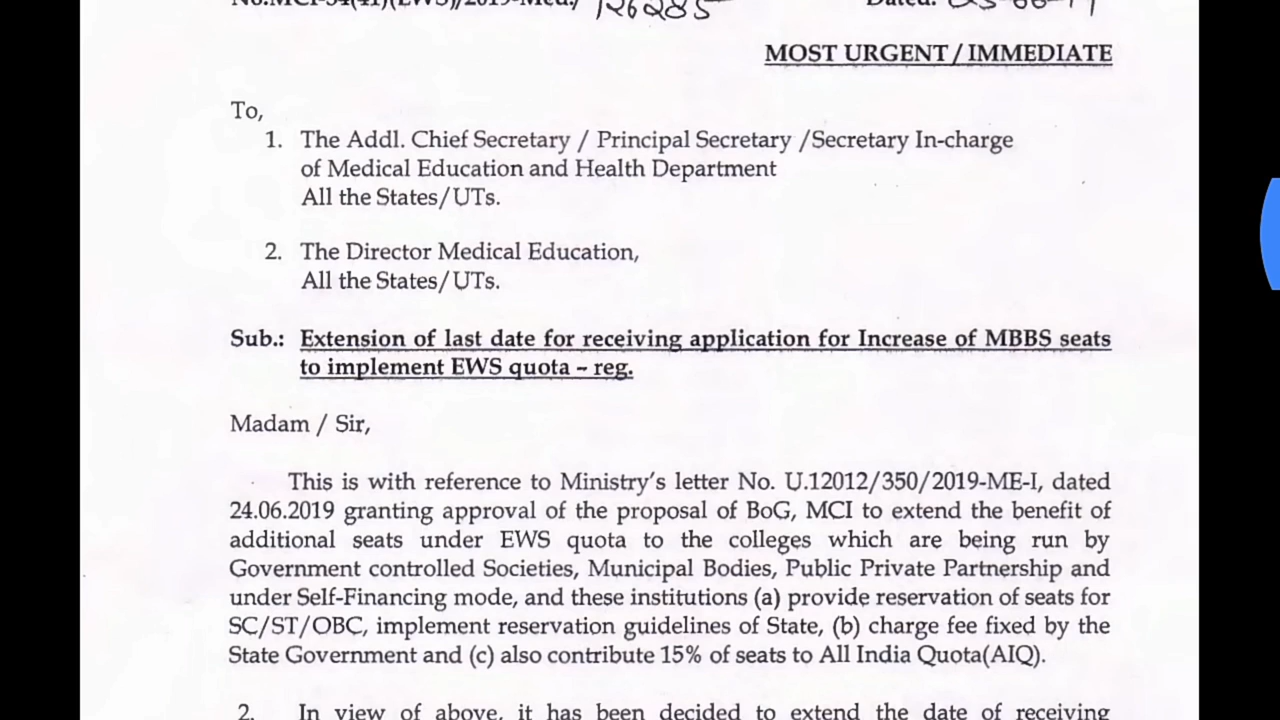 126285
MOST URGENT / IMMEDIATE
To,
1. The Addl. Chief Secretary / Principal Secretary /Secretary In-charge
of Medical Education and Health Department
All the States/UTs.
2. The Director Medical Education,
All the States/UTs.
Sub.: Extension of last date for receiving application for Increase of MBBS seats
to implement EWS quota – reg.
Madam / Sir,
This is with reference to Ministry's letter No. U.12012/350/2019-ME-I, dated
24.06.2019 granting approval of the proposal of BoG, MCI to extend the benefit of
additional seats under EWS quota to the colleges which are being run by
Government controlled Societies, Municipal Bodies, Public Private Partnership and
under Self-Financing mode, and these institutions (a) provide reservation of seats for
SC/ST/OBC, implement reservation guidelines of State, (b) charge fee fixed by the
State Government and (c) also contribute 15% of seats to All India Quota(AIQ).
2. In view of above, it has been decided to extend the date of receiving